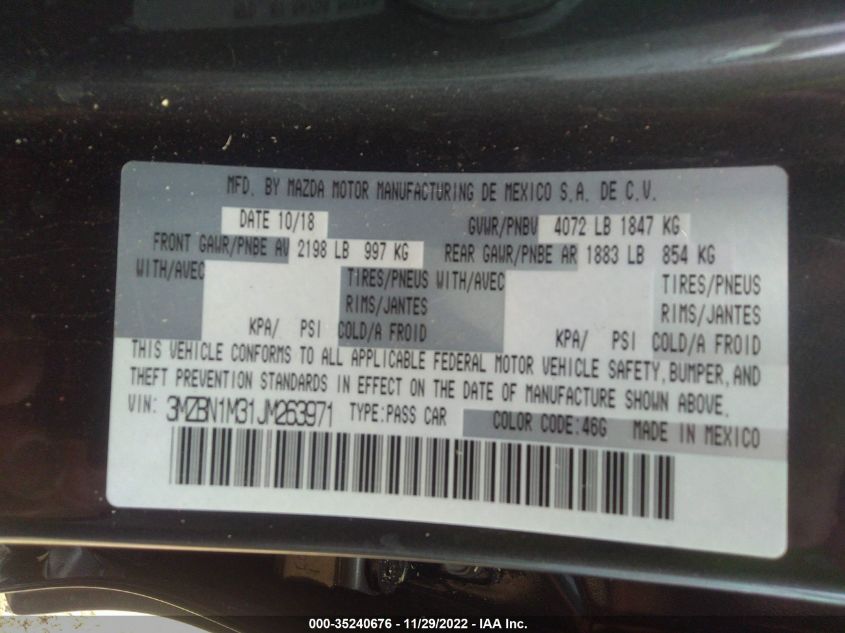 MFD. BY MAZDA MOTOR MANUFACTURING DE MEXICO S.A. DE C.V.
DATE 10/18 GVWR/PNBV 4072 LB 1847 KG
FRONT GAWR/PNBE AV 2198 LB 997 KG REAR GAWR/PNBE AR 1883 LB 854 KG
WITH/AVEC TIRES/PNEUS WITH/AVEC TIRES/PNEUS
RIMS/JANTES RIMS/JANTES
KPA/ PSI COLD/A FROID KPA/ PSI COLD/A FROID
THIS VEHICLE CONFORMS TO ALL APPLICABLE FEDERAL MOTOR VEHICLE SAFETY, BUMPER, AND
THEFT PREVENTION STANDARDS IN EFFECT ON THE DATE OF MANUFACTURE SHOWN ABOVE.
VIN: 3MZBN1M31JM263971 TYPE:PASS CAR COLOR CODE:46G MADE IN MEXICO
000-35240676 - 11/29/2022 - IAA Inc.